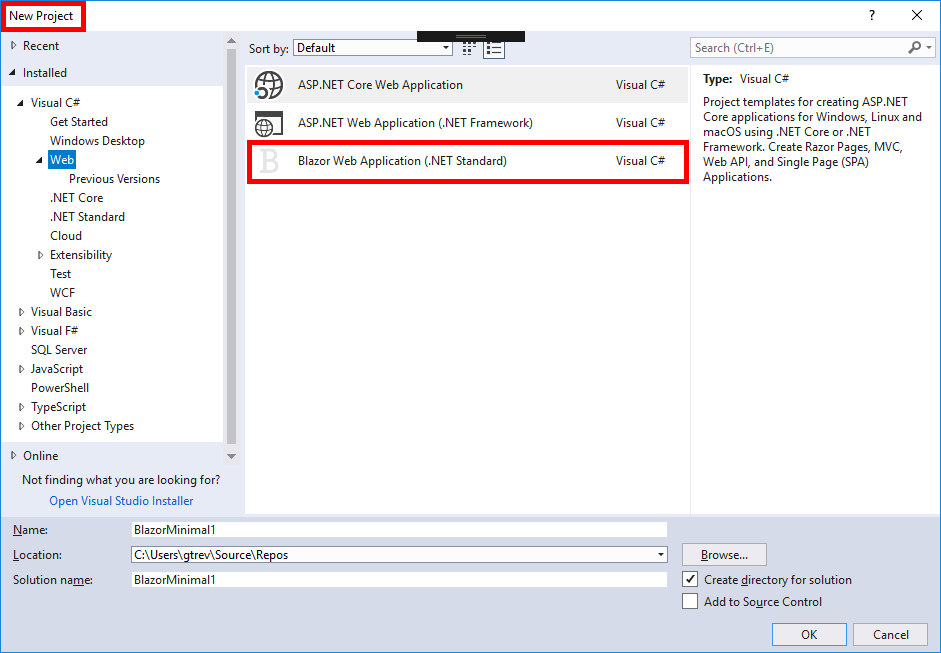 New Project
?
Recent
Installed
Visual C#
Get Started
Windows Desktop
Web
Previous Versions
.NET Core
.NET Standard
Cloud
Extensibility
Test
WCF
Visual Basic
Visual F#
SQL Server
JavaScript
PowerShell
TypeScript
Other Project Types
Online
Not finding what you are looking for?
Open Visual Studio Installer
Sort by: Default
ASP.NET Core Web Application Visual C#
ASP.NET Web Application (.NET Framework) Visual C#
B Blazor Web Application (.NET Standard) Visual C#
Search (Ctrl+E)
Type: Visual C#
Project templates for creating ASP.NET
Core applications for Windows, Linux and
macOS using .NET Core or .NET
Framework. Create Razor Pages, MVC,
Web API, and Single Page (SPA)
Applications.
Name: BlazorMinimal1
Location: C:\Users\gtrev\Source\Repos Browse...
Solution name: BlazorMinimal1
Create directory for solution
Add to Source Control
OK Cancel